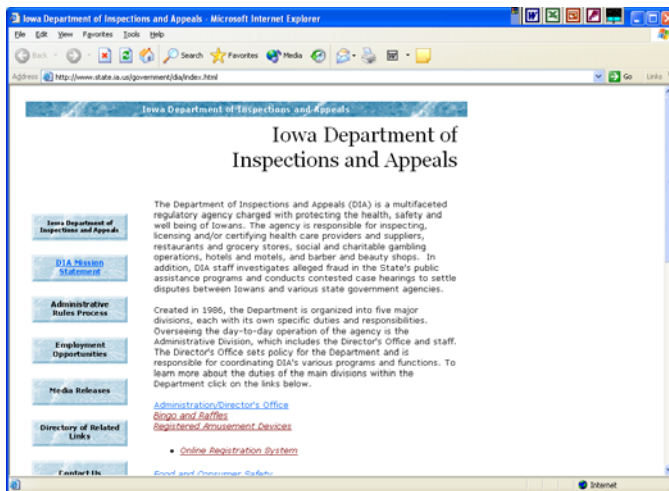 Iowa Department of Inspections and Appeals - Microsoft Internet Explorer
File Edit View Favorites Tools Help
Back Search Favorites Media
Address http://www.state.ia.us/government/dia/index.html Go Links
Iowa Department of Inspections and Appeals
Iowa Department of
Inspections and Appeals
Iowa Department of
Inspections and Appeals
DIA Mission
Statement
Administrative
Rules Process
Employment
Opportunities
Media Releases
Directory of Related
Links
Contact Us
The Department of Inspections and Appeals (DIA) is a multifaceted
regulatory agency charged with protecting the health, safety and
well being of Iowans. The agency is responsible for inspecting,
licensing and/or certifying health care providers and suppliers,
restaurants and grocery stores, social and charitable gambling
operations, hotels and motels, and barber and beauty shops. In
addition, DIA staff investigates alleged fraud in the State's public
assistance programs and conducts contested case hearings to settle
disputes between Iowans and various state government agencies.
Created in 1986, the Department is organized into five major
divisions, each with its own specific duties and responsibilities.
Overseeing the day-to-day operation of the agency is the
Administrative Division, which includes the Director's Office and staff.
The Director's Office sets policy for the Department and is
responsible for coordinating DIA's various programs and functions. To
learn more about the duties of the main divisions within the
Department click on the links below.
Administration/Director's Office
Bingo and Raffles
Registered Amusement Devices
• Online Registration System
Food and Consumer Safety
Internet